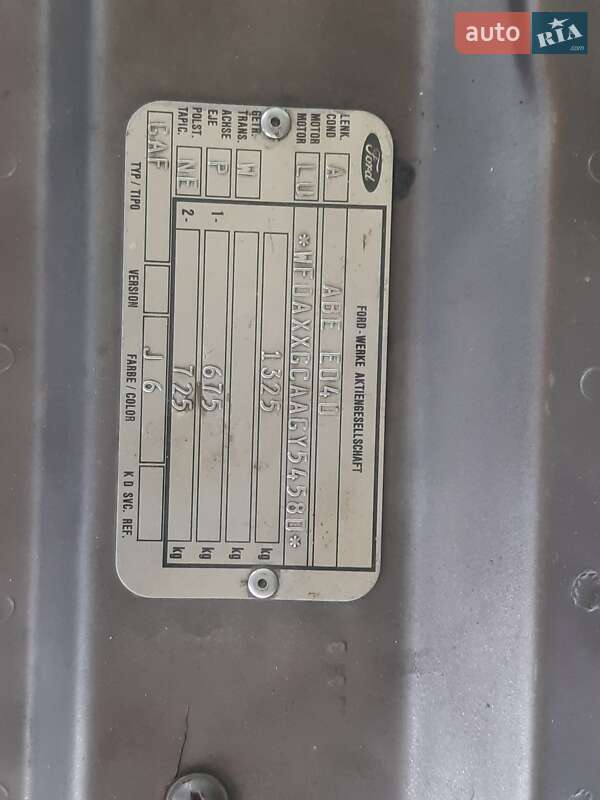 auto RIA.com
Ford
FORD-WERKE AKTIENGESELLSCHAFT
LENK.
COND
A
ABE E040
MOTOR
MOTOR
LU
*WF0AXXGCAAGY54580*
1325 kg
GETR.
TRANS.
W
kg
ACHSE
EJE
P
1- 675 kg
POLST.
TAPIC.
NE
2- 725 kg
GAF J 6
TYP / TIPO VERSION FARBE / COLOR K D SVC. REF.